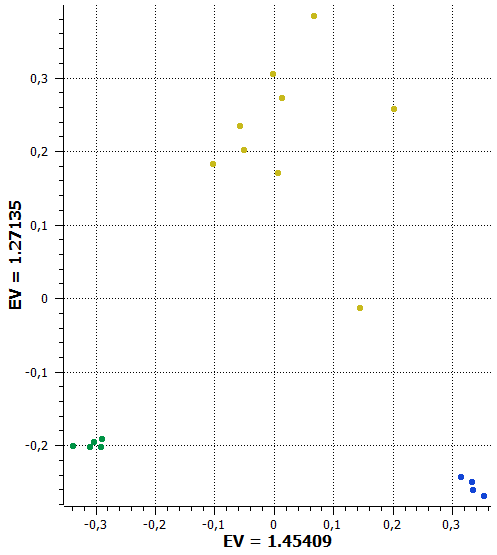 0,3
0,2
0,1
0
-0,1
-0,2
EV = 1.27135
-0,3 -0,2 -0,1 0 0,1 0,2 0,3
EV = 1.45409